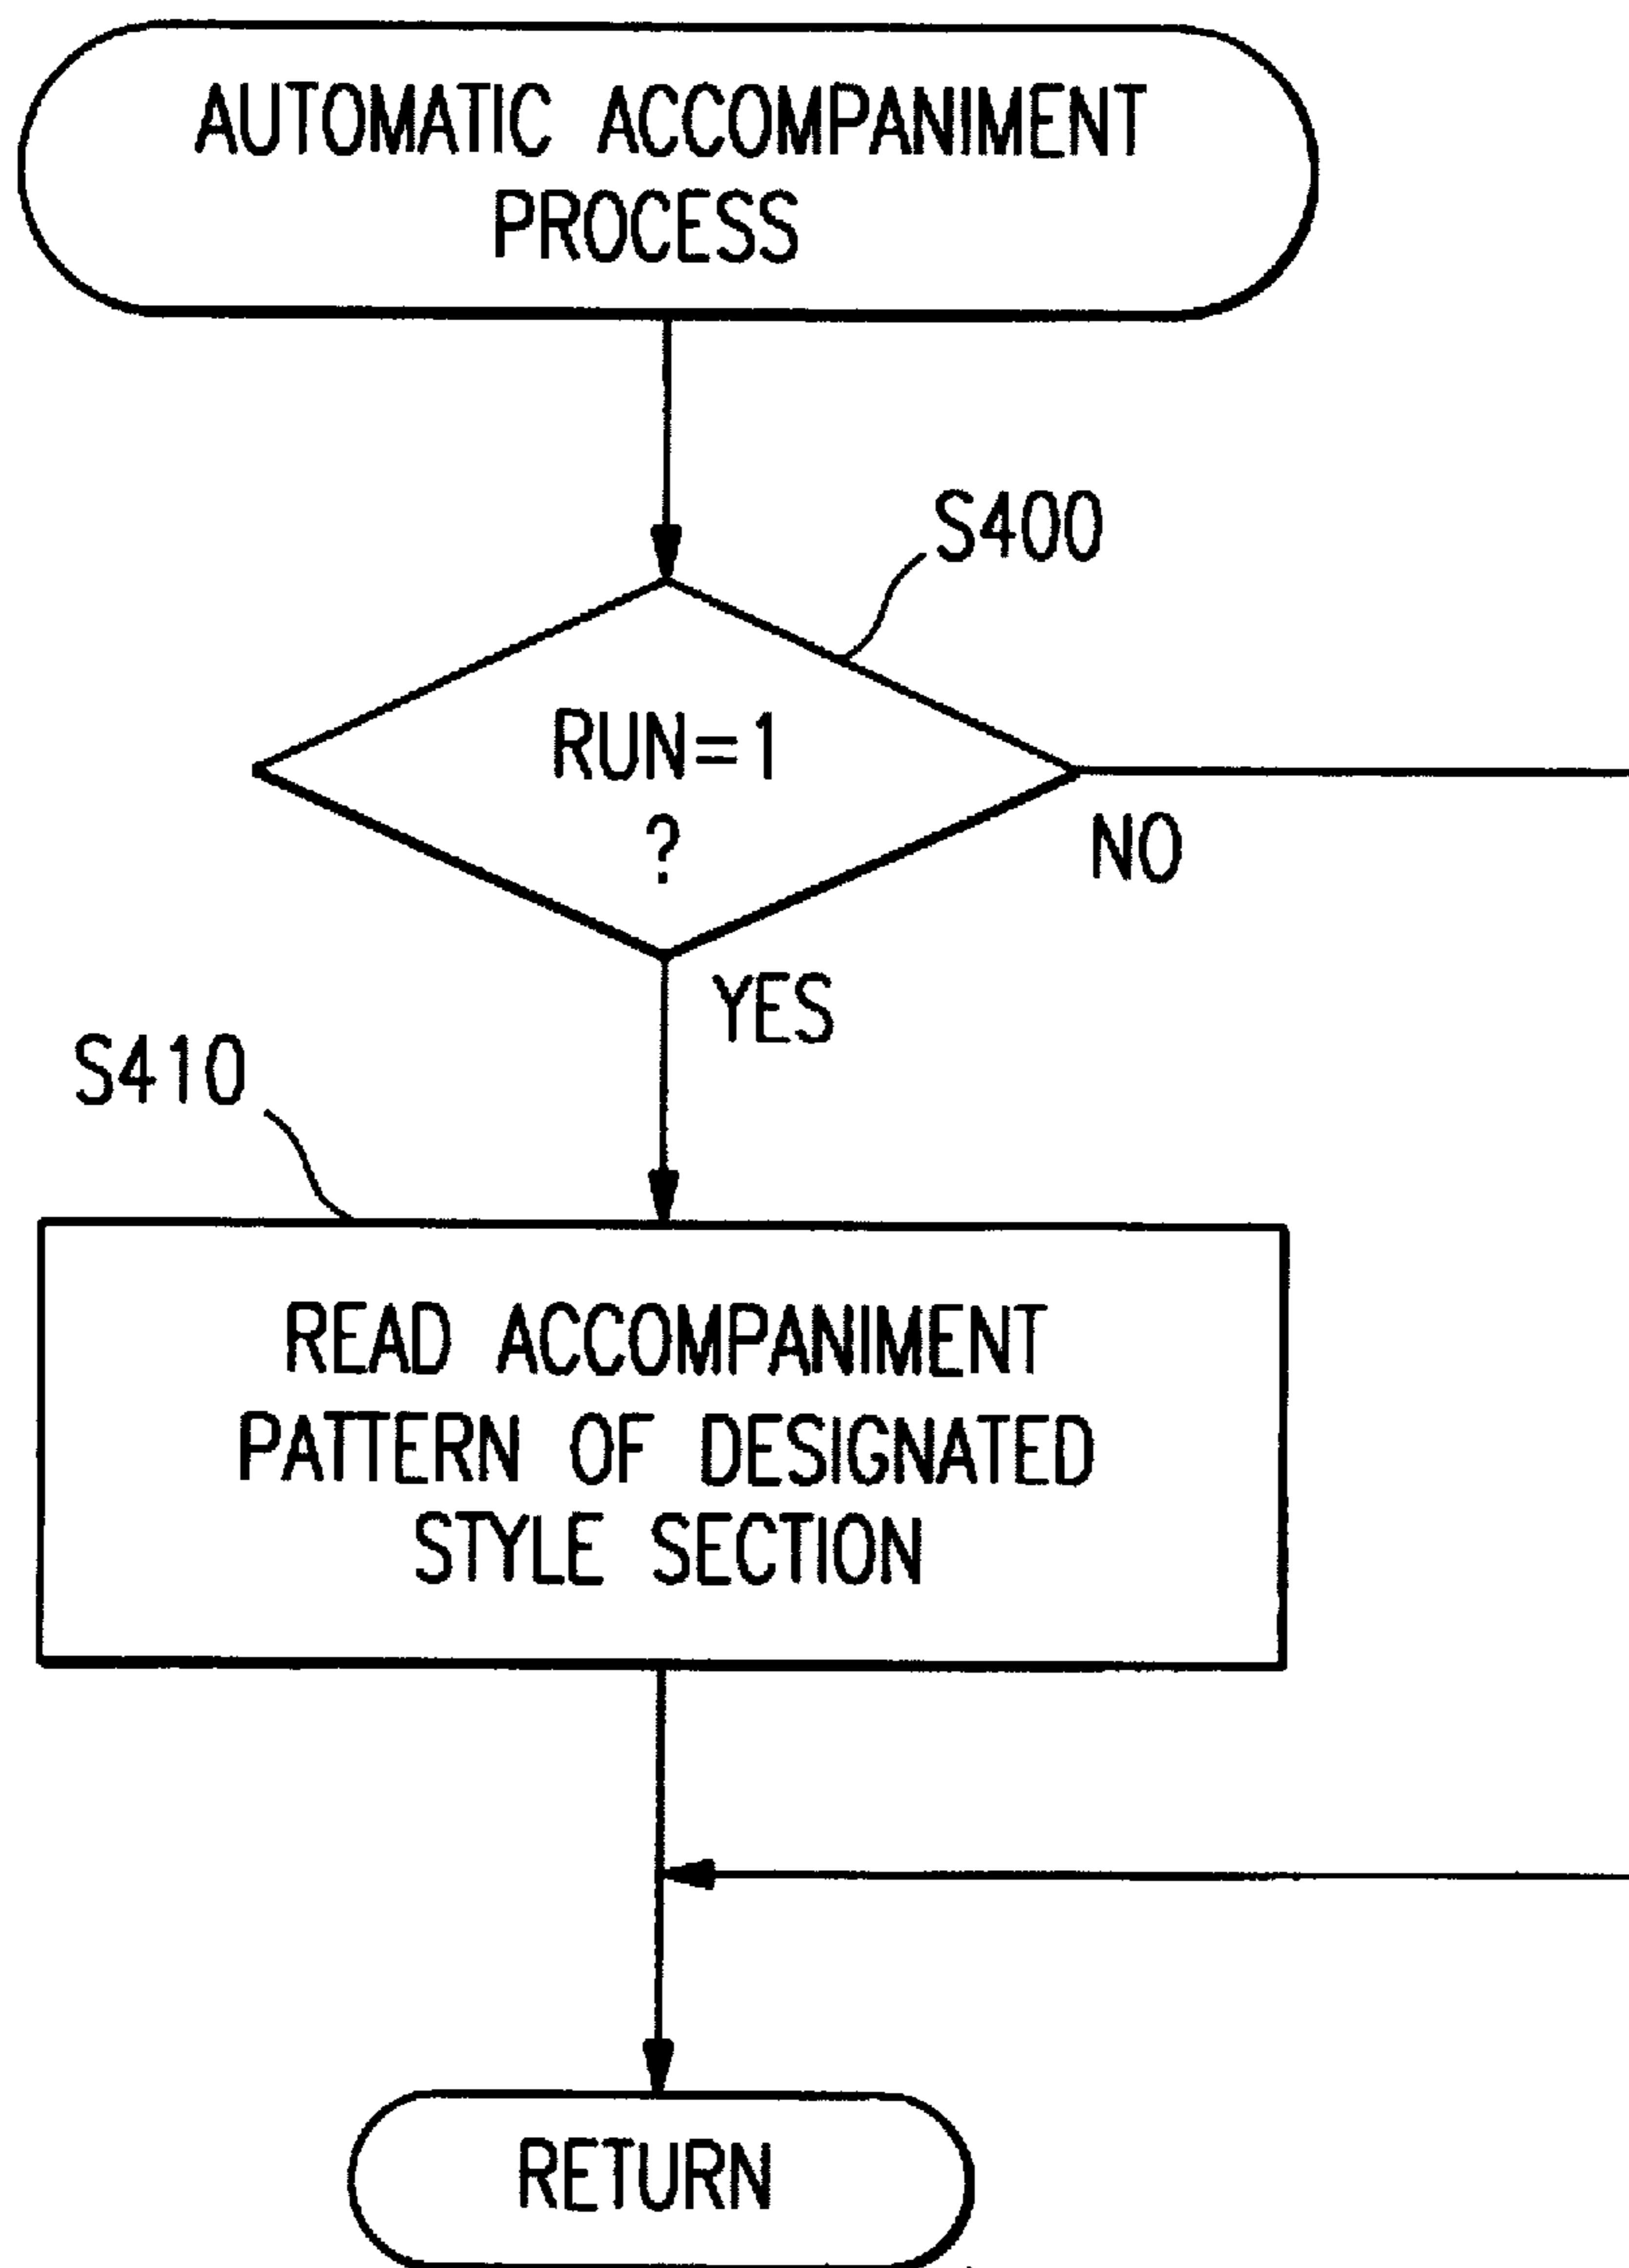 AUTOMATIC ACCOMPANIMENT
PROCESS
S400
RUN=1
?
NO
YES
S410
READ ACCOMPANIMENT
PATTERN OF DESIGNATED
STYLE SECTION
RETURN